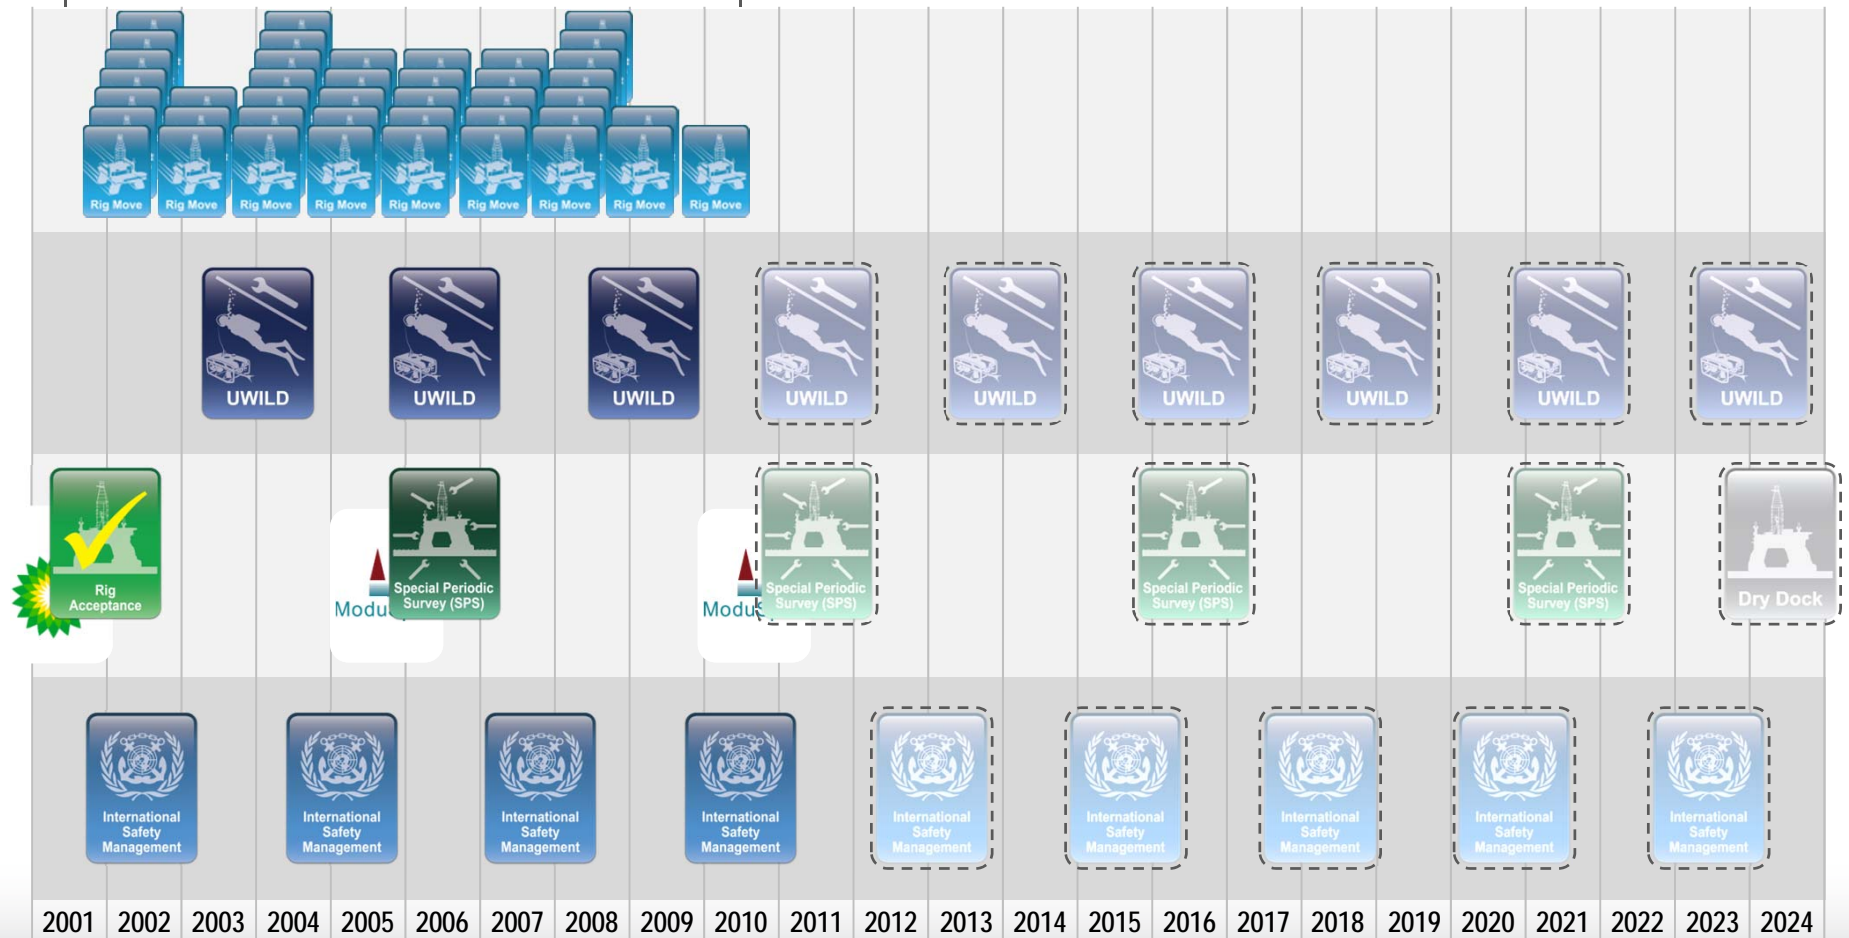 Rig Move
Rig Move
Rig Move
Rig Move
Rig Move
Rig Move
Rig Move
Rig Move
Rig Move
UWILD
UWILD
UWILD
UWILD
UWILD
UWILD
UWILD
UWILD
UWILD
Rig
Acceptance
Special Periodic
Survey (SPS)
Special Periodic
Survey (SPS)
Special Periodic
Survey (SPS)
Special Periodic
Survey (SPS)
Dry Dock
International
Safety
Management
International
Safety
Management
International
Safety
Management
International
Safety
Management
International
Safety
Management
International
Safety
Management
International
Safety
Management
International
Safety
Management
International
Safety
Management
2001 2002 2003 2004 2005 2006 2007 2008 2009 2010 2011 2012 2013 2014 2015 2016 2017 2018 2019 2020 2021 2022 2023 2024